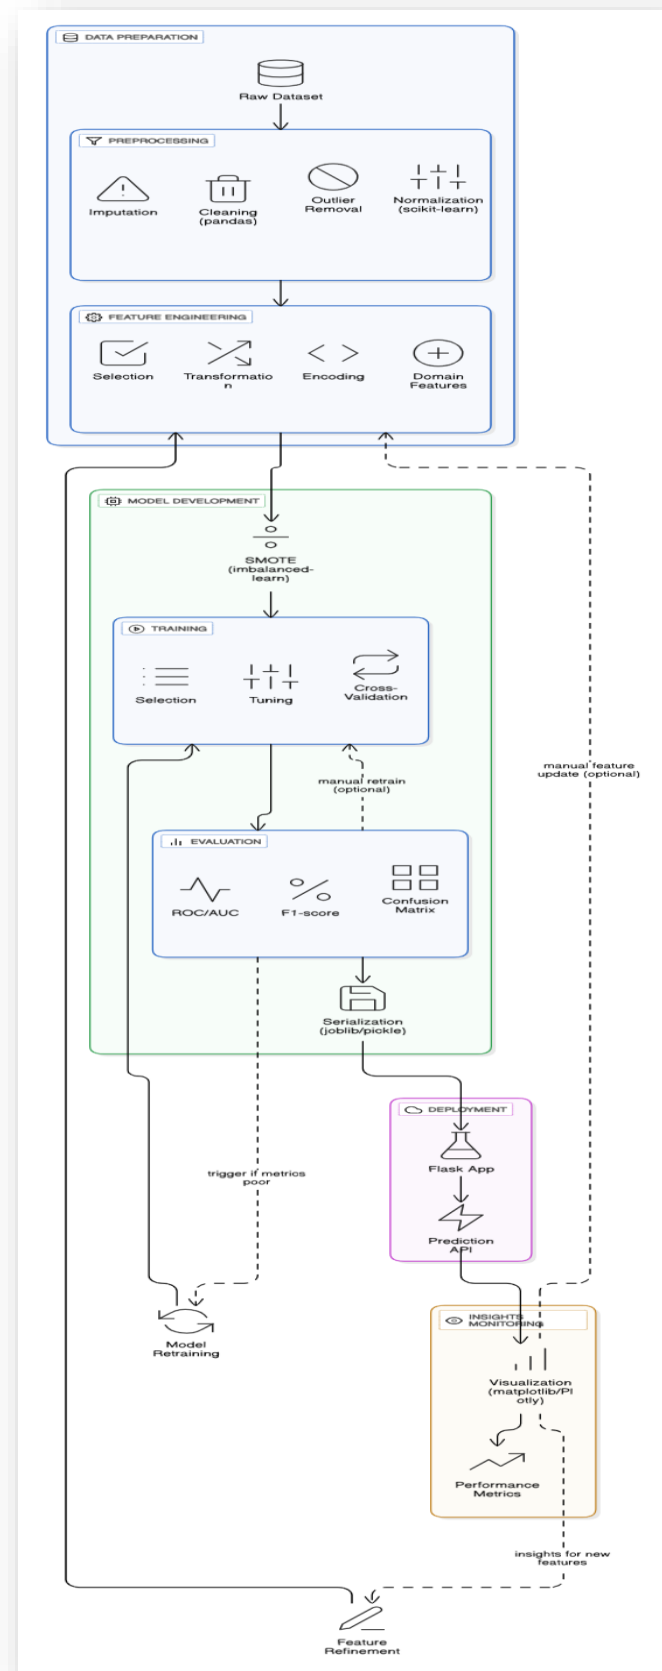 DATA PREPARATION
Raw Dataset
PREPROCESSING
Imputation
Cleaning
(pandas)
Outlier
Removal
Normalization
(scikit-learn)
FEATURE ENGINEERING
Selection
Transformatio
n
Encoding
Domain
Features
MODEL DEVELOPMENT
SMOTE
(imbalanced-
learn)
TRAINING
Selection
Tuning
Cross-
Validation
manual feature
update (optional)
manual retrain
(optional)
EVALUATION
ROC/AUC
F1-score
Confusion
Matrix
Serialization
(joblib/pickle)
DEPLOYMENT
Flask App
trigger if metrics
poor
Prediction
API
INSIGHTS
MONITORING
Model
Retraining
Visualization
(matplotlib/Pl
otly)
Performance
Metrics
insights for new
features
Feature
Refinement